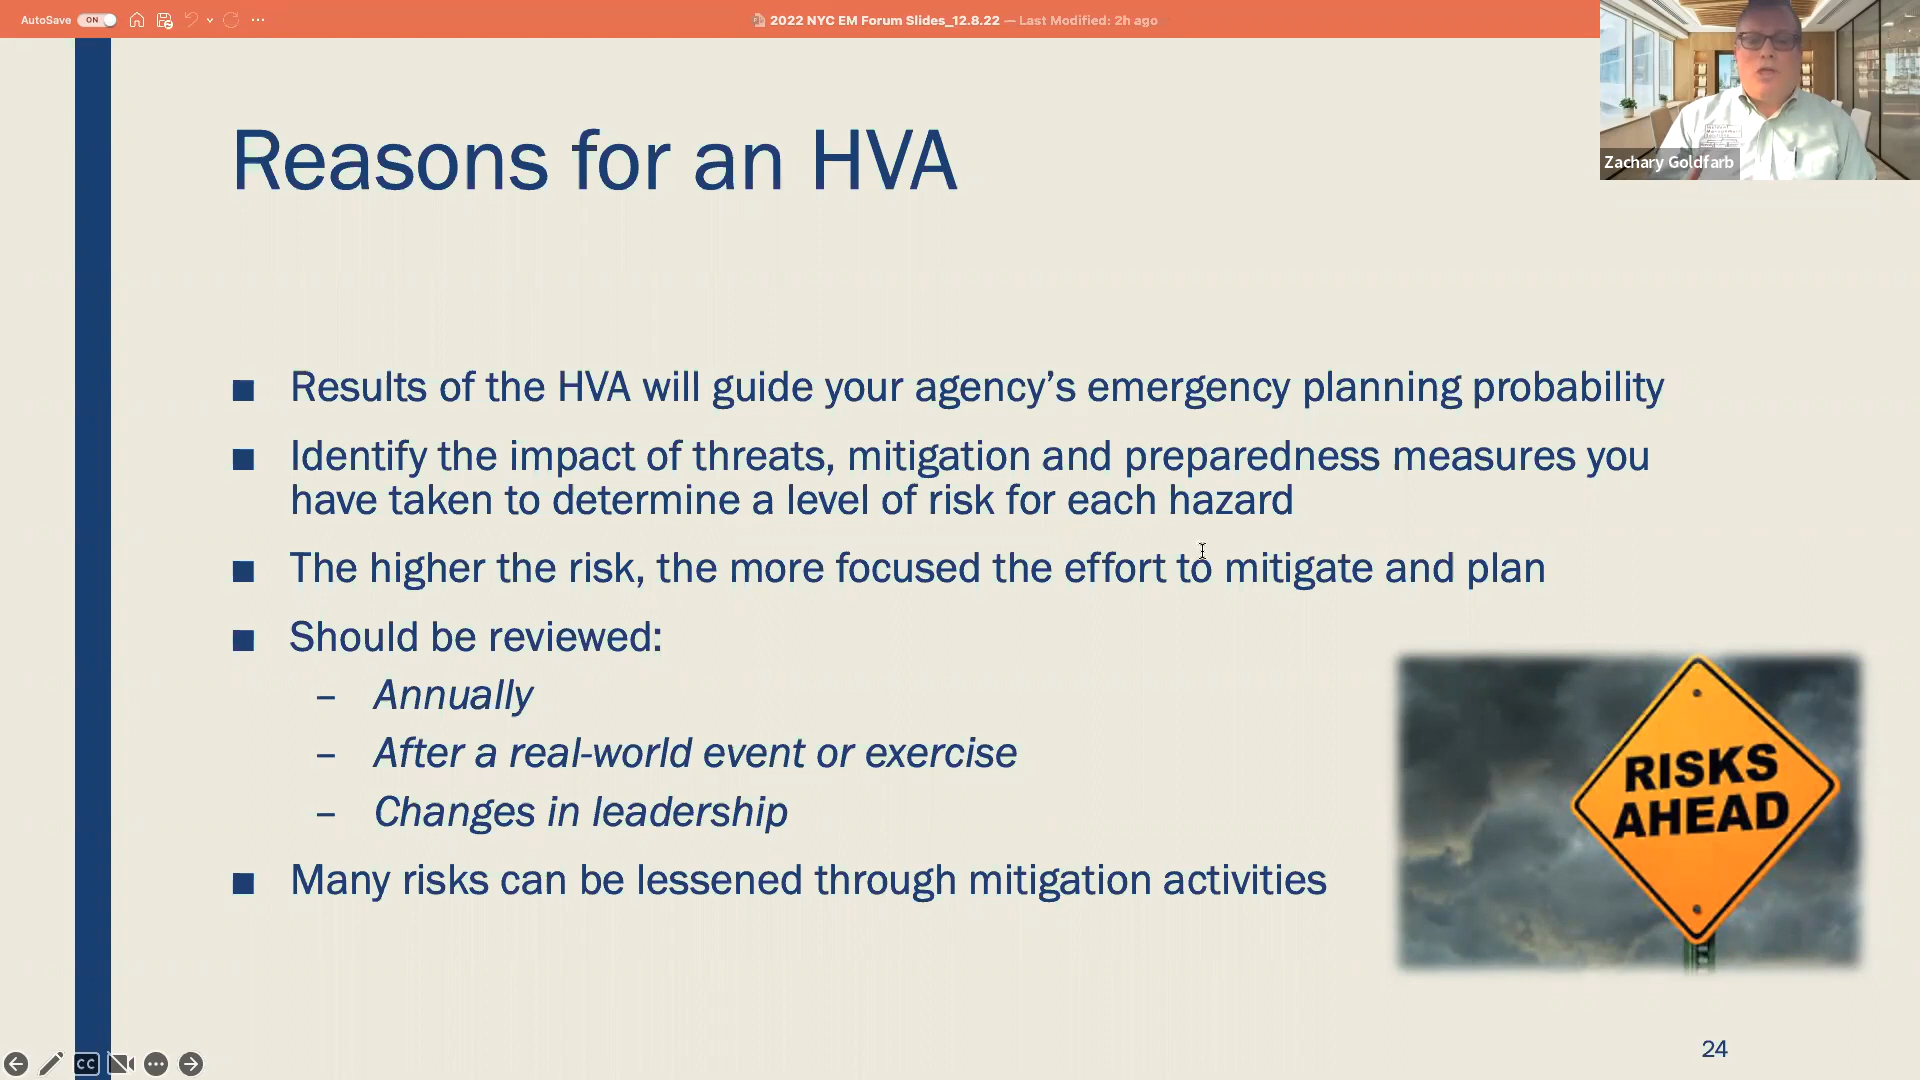 AutoSave ON
2022 NYC EM Forum Slides_12.8.22 — Last Modified: 2h ago
Zachary Goldfarb
Reasons for an HVA
■ Results of the HVA will guide your agency’s emergency planning probability
■ Identify the impact of threats, mitigation and preparedness measures you
have taken to determine a level of risk for each hazard
■ The higher the risk, the more focused the effort to mitigate and plan
■ Should be reviewed:
– Annually
– After a real-world event or exercise
– Changes in leadership
■ Many risks can be lessened through mitigation activities
RISKS
AHEAD
CC
24